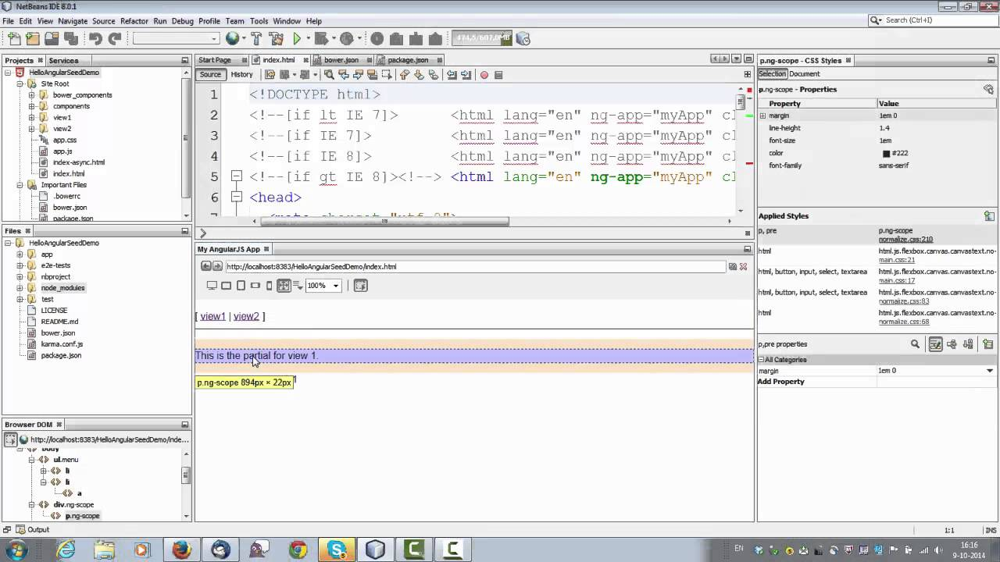 NetBeans IDE 8.0.1
File Edit View Navigate Source Refactor Run Debug Profile Team Tools Window Help
Search (Ctrl+I)
474,5/607,0MB
Projects Services
HelloAngularSeedDemo
Site Root
bower_components
components
view1
view2
app.css
app.js
index-async.html
index.html
Important Files
.bowerrc
bower.json
package.json
Files
HelloAngularSeedDemo
app
e2e-tests
nbproject
node_modules
test
LICENSE
README.md
bower.json
karma.conf.js
package.json
Browser DOM
http://localhost:8383/HelloAngularSeedDemo/inde...
body
ul.menu
li
li
a
div.ng-scope
p.ng-scope
Start Page index.html bower.json package.json
Source History
1 <!DOCTYPE html>
2 <!--[if lt IE 7]> <html lang="en" ng-app="myApp" cl
3 <!--[if IE 7]> <html lang="en" ng-app="myApp" cl
4 <!--[if IE 8]> <html lang="en" ng-app="myApp" cl
5 <!--[if gt IE 8]><!--> <html lang="en" ng-app="myApp" cl
6 <head>
7 <meta charset="utf-8">
My AngularJS App
http://localhost:8383/HelloAngularSeedDemo/index.html
100%
[ view1 | view2 ]
This is the partial for view 1.
p.ng-scope 894px × 22px
1
p.ng-scope - CSS Styles
Selection Document
p.ng-scope - Properties
Property Value
margin 1em 0
line-height 1.4
font-size 1em
color #222
font-family sans-serif
Applied Styles
p, pre p.ng-scope
normalize.css:210
html html.js.flexbox.canvas.canvastext.no-
main.css:21
html, button, input, select, textarea html.js.flexbox.canvas.canvastext.no-
main.css:17
html, button, input, select, textarea html.js.flexbox.canvas.canvastext.no-
normalize.css:83
html html.js.flexbox.canvas.canvastext.no-
normalize.css:68
p,pre properties
All Categories
margin 1em 0
Add Property
Output
1:1 INS
EN
16:16
9-10-2014